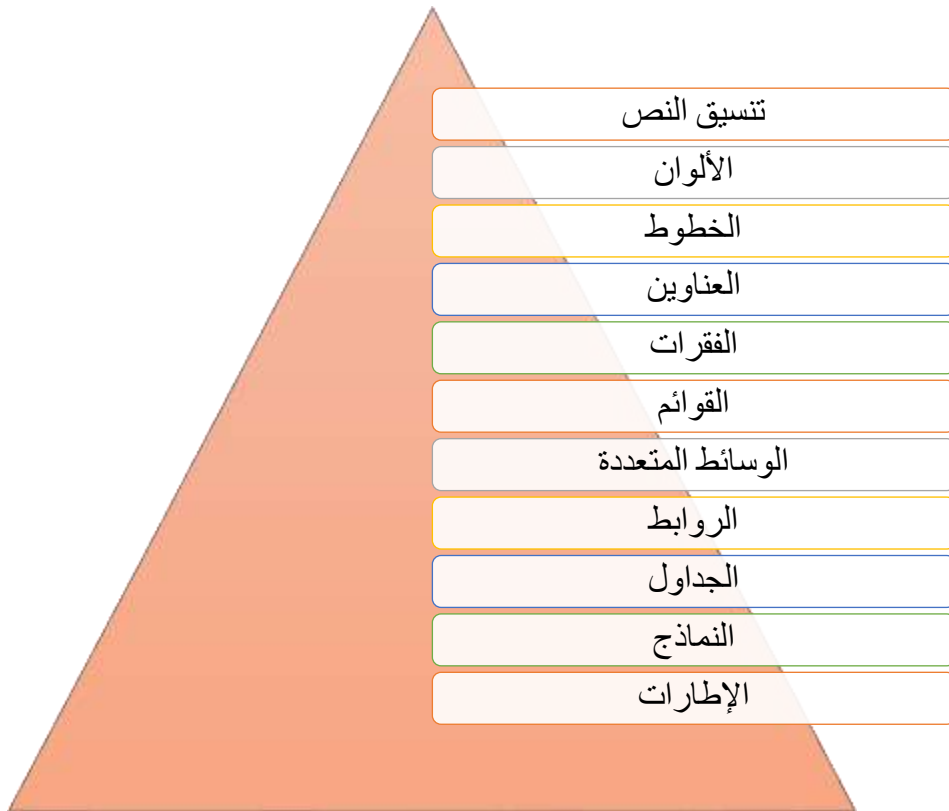 تنسيق النص
الألوان
الخطوط
العناوين
الفقرات
القوائم
الوسائط المتعددة
الروابط
الجداول
النماذج
الإطارات